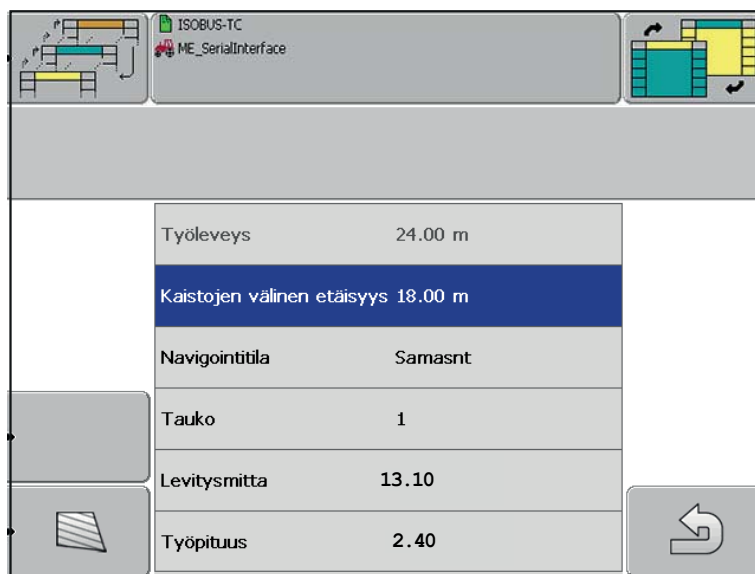 ISOBUS-TC
ME_SerialInterface
Työleveys 24.00 m
Kaistojen välinen etäisyys 18.00 m
Navigointitila Samasnt
Tauko 1
Levitysmitta 13.10
Työpituus 2.40